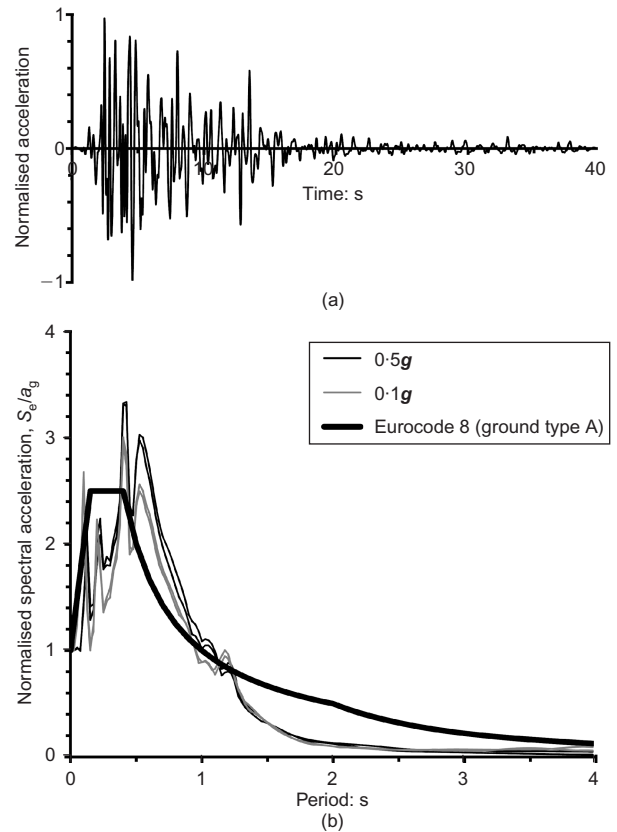 Normalised acceleration
1
0
−1
0
10
20
30
40
Time: s
(a)
Normalised spectral acceleration, Se/ag
4
3
2
1
0
0·5g
0·1g
Eurocode 8 (ground type A)
0
1
2
3
4
Period: s
(b)